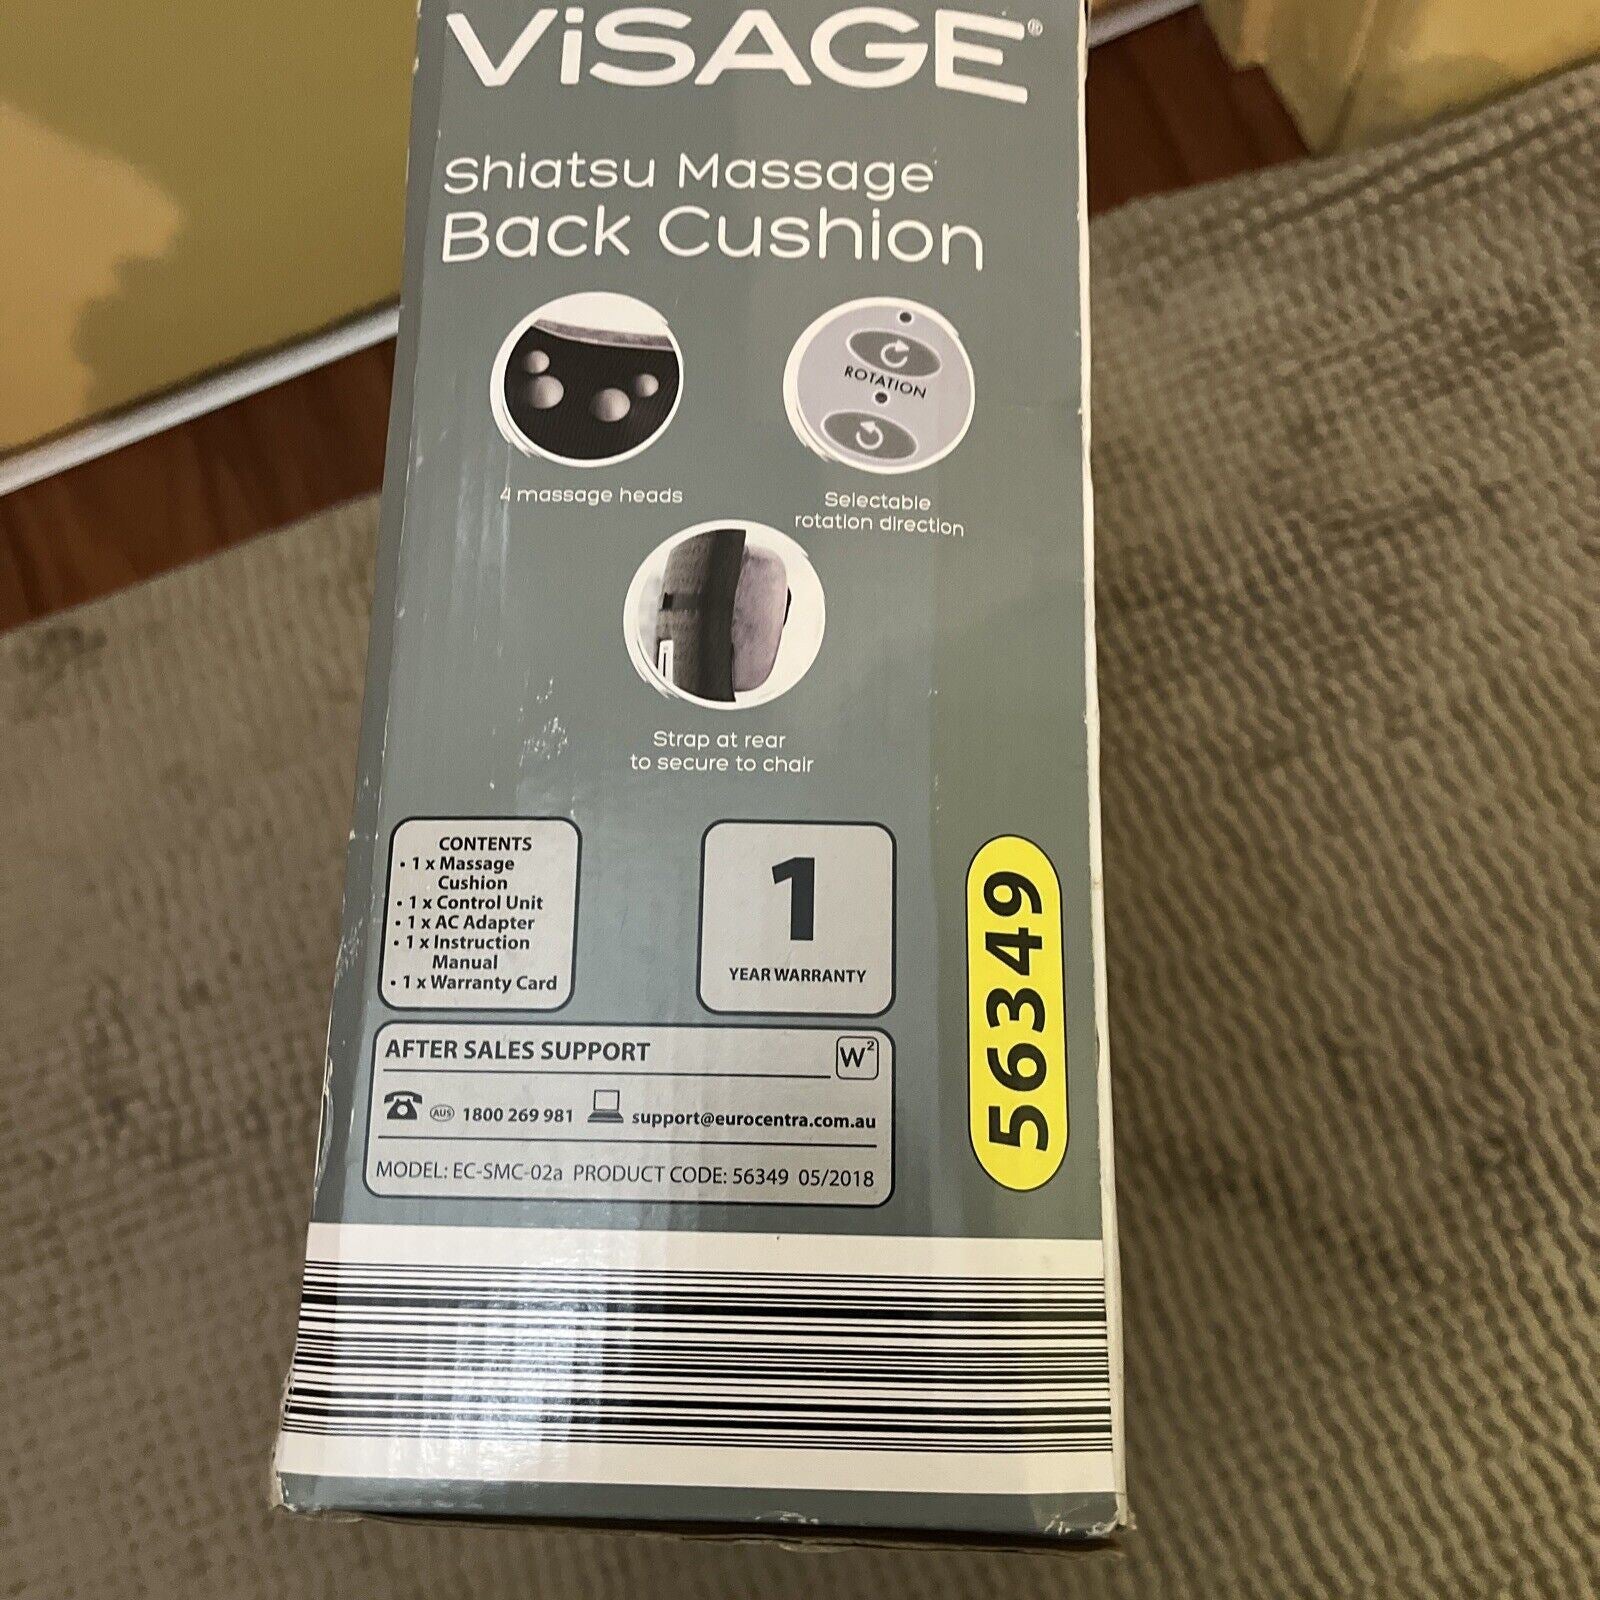 ViSAGE®
Shiatsu Massage
Back Cushion
ROTATION
4 massage heads
Selectable
rotation direction
Strap at rear
to secure to chair
CONTENTS
• 1 x Massage
Cushion
• 1 x Control Unit
• 1 x AC Adapter
• 1 x Instruction
Manual
• 1 x Warranty Card
1
YEAR WARRANTY
56349
AFTER SALES SUPPORT
W²
AUS 1800 269 981 support@eurocentra.com.au
MODEL: EC-SMC-02a PRODUCT CODE: 56349 05/2018